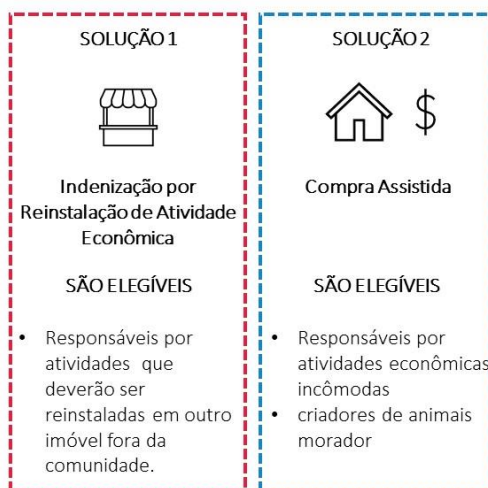 SOLUÇÃO 1
Indenização por
Reinstalação de Atividade
Econômica
SÃO ELEGÍVEIS
• Responsáveis por
atividades que
deverão ser
reinstaladas em outro
imóvel fora da
comunidade.
SOLUÇÃO 2
$
Compra Assistida
SÃO ELEGÍVEIS
• Responsáveis por
atividades econômicas
incômodas
• criadores de animais
morador